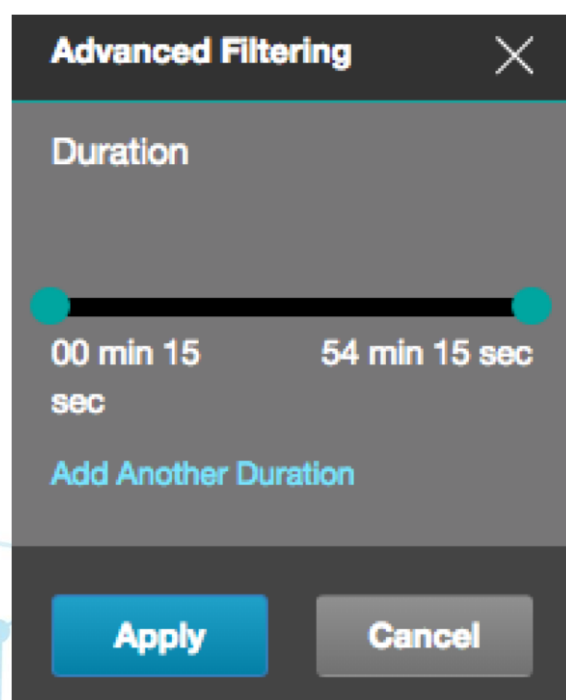 Advanced Filtering
Duration
00 min 15 sec
54 min 15 sec
Add Another Duration
Apply
Cancel